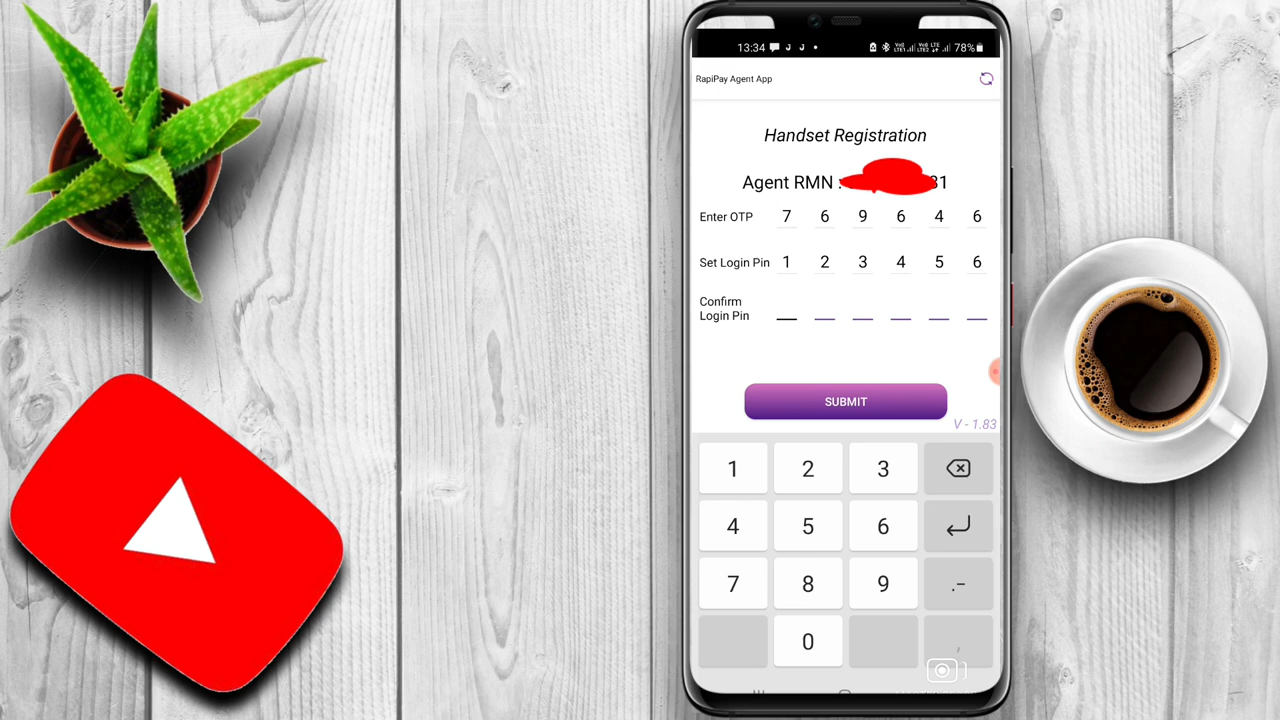 13:34 78%
RapiPay Agent App
Handset Registration
Agent RMN : 31
Enter OTP 7 6 9 6 4 6
Set Login Pin 1 2 3 4 5 6
Confirm
Login Pin
SUBMIT
V - 1.83
1 2 3
4 5 6
7 8 9 .-
0 ,